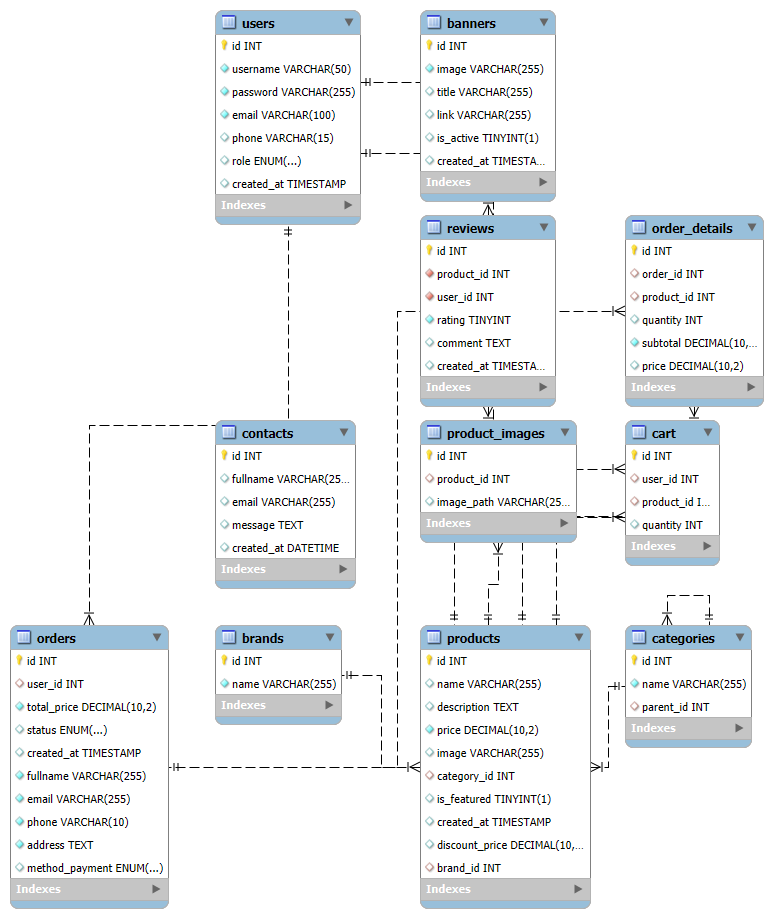 users
id INT
username VARCHAR(50)
password VARCHAR(255)
email VARCHAR(100)
phone VARCHAR(15)
role ENUM(...)
created_at TIMESTAMP
Indexes
banners
id INT
image VARCHAR(255)
title VARCHAR(255)
link VARCHAR(255)
is_active TINYINT(1)
created_at TIMESTA...
Indexes
reviews
id INT
product_id INT
user_id INT
rating TINYINT
comment TEXT
created_at TIMESTA...
Indexes
order_details
id INT
order_id INT
product_id INT
quantity INT
subtotal DECIMAL(10,...
price DECIMAL(10,2)
Indexes
contacts
id INT
fullname VARCHAR(25...
email VARCHAR(255)
message TEXT
created_at DATETIME
Indexes
product_images
id INT
product_id INT
image_path VARCHAR(25...
Indexes
cart
id INT
user_id INT
product_id I...
quantity INT
Indexes
orders
id INT
user_id INT
total_price DECIMAL(10,2)
status ENUM(...)
created_at TIMESTAMP
fullname VARCHAR(255)
email VARCHAR(255)
phone VARCHAR(10)
address TEXT
method_payment ENUM(...)
Indexes
brands
id INT
name VARCHAR(255)
Indexes
products
id INT
name VARCHAR(255)
description TEXT
price DECIMAL(10,2)
image VARCHAR(255)
category_id INT
is_featured TINYINT(1)
created_at TIMESTAMP
discount_price DECIMAL(10,...
brand_id INT
Indexes
categories
id INT
name VARCHAR(255)
parent_id INT
Indexes